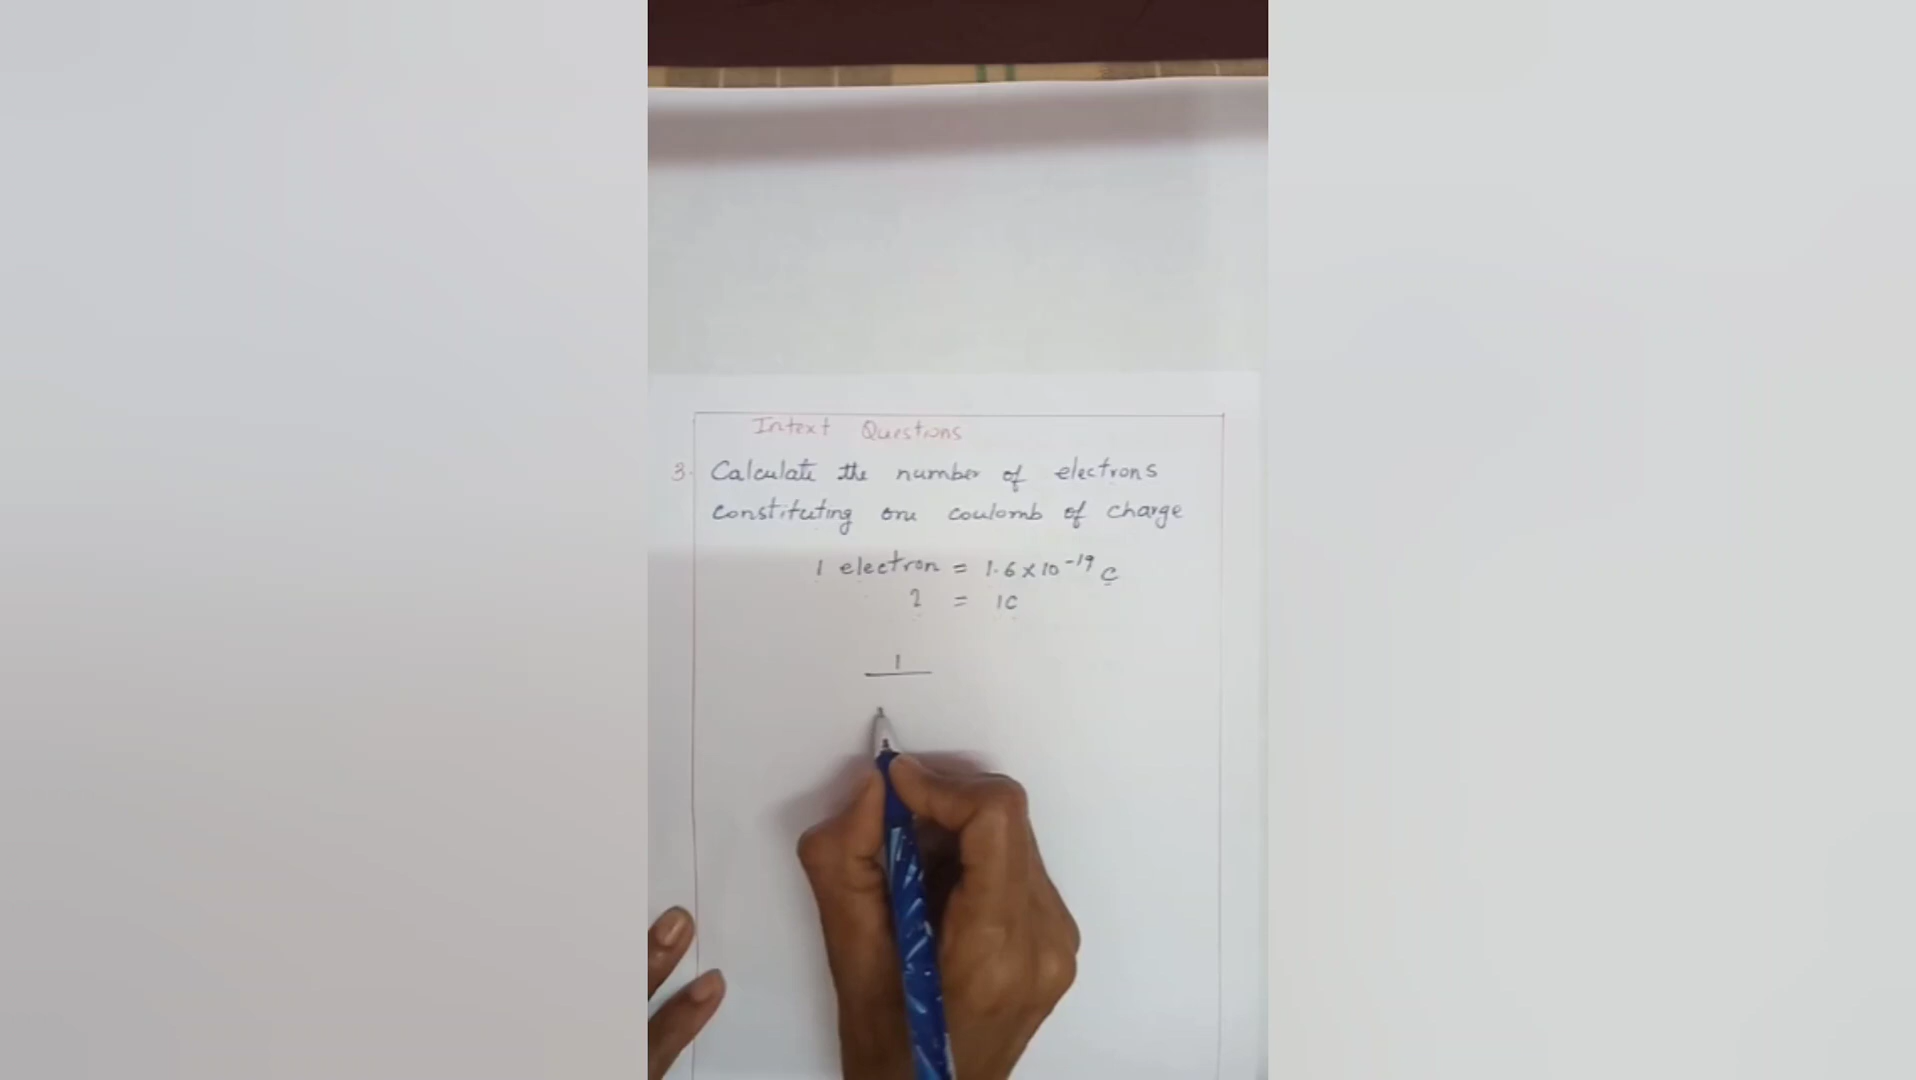 Intext Questions
3. Calculate the number of electrons
constituting one coulomb of charge
1 electron = 1.6 × 10⁻¹⁹ C
? = 1C
1